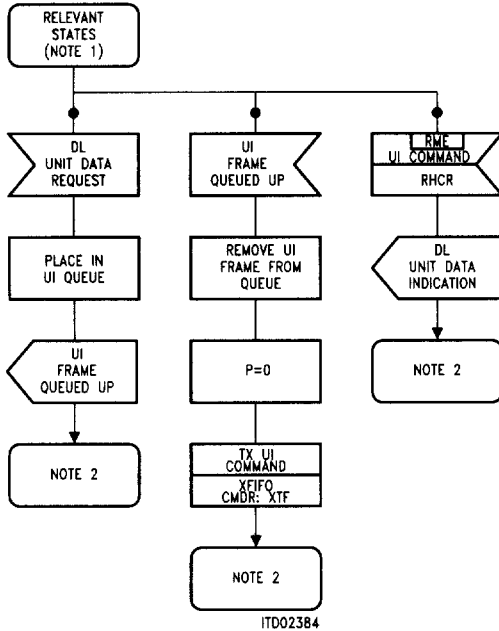 RELEVANT
STATES
(NOTE 1)
DL
UNIT DATA
REQUEST
PLACE IN
UI QUEUE
UI
FRAME
QUEUED UP
NOTE 2
UI
FRAME
QUEUED UP
REMOVE UI
FRAME FROM
QUEUE
P=0
TX UI
COMMAND
XFIFO
CMDR: XTF
NOTE 2
RME
UI COMMAND
RHCR
DL
UNIT DATA
INDICATION
NOTE 2
ITD02384